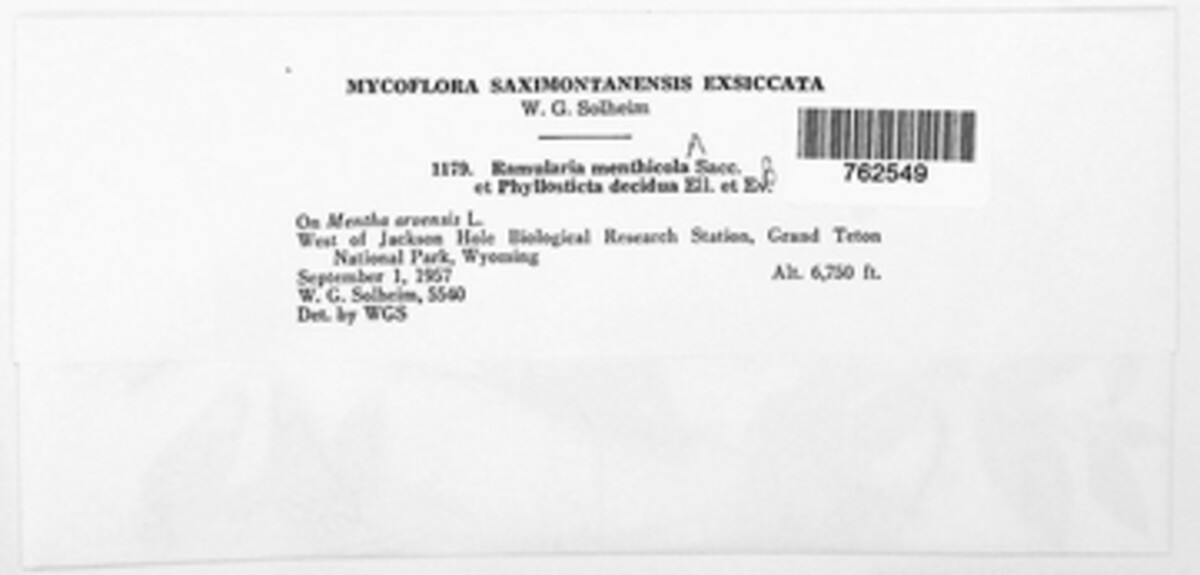 MYCOFLORA SAXIMONTANENSIS EXSICCATA
W. G. Solheim
A
1179. Ramularia menthicola Sacc.
et Phyllosticta decidua Ell. et Ev.
B
762549
On Mentha arvensis L.
West of Jackson Hole Biological Research Station, Grand Teton
National Park, Wyoming
September 1, 1957 Alt. 6,750 ft.
W. G. Solheim, 5540
Det. by WGS